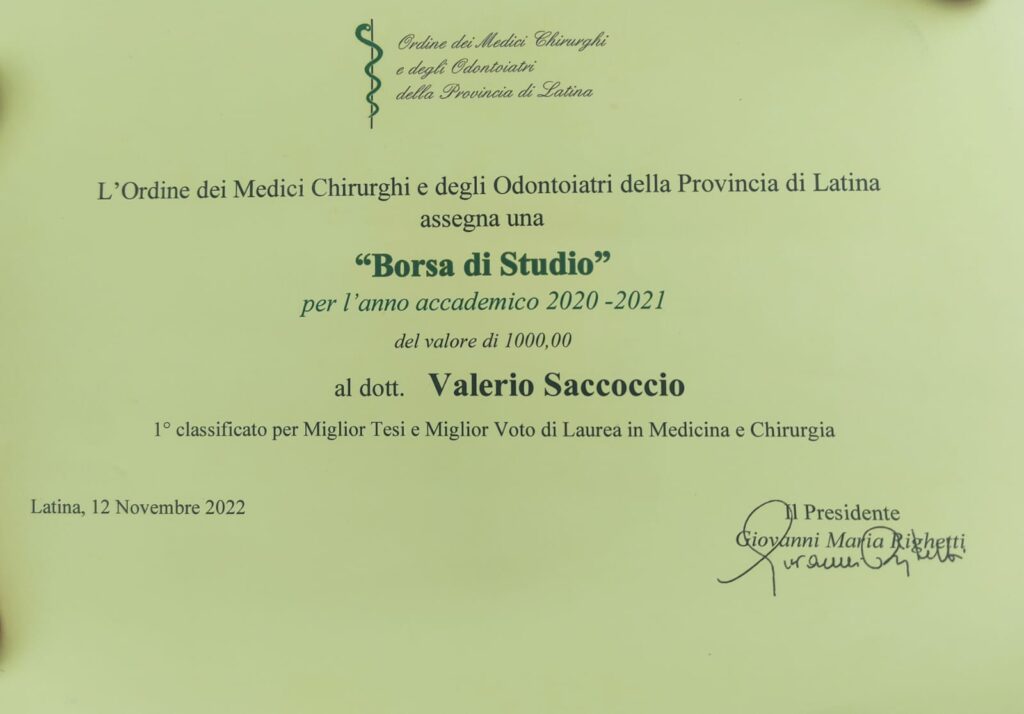 Ordine dei Medici Chirurghi
e degli Odontoiatri
della Provincia di Latina
L'Ordine dei Medici Chirurghi e degli Odontoiatri della Provincia di Latina
assegna una
“Borsa di Studio”
per l'anno accademico 2020 -2021
del valore di 1000,00
al dott. Valerio Saccoccio
1° classificato per Miglior Tesi e Miglior Voto di Laurea in Medicina e Chirurgia
Latina, 12 Novembre 2022
Il Presidente
Giovanni Maria Righetti